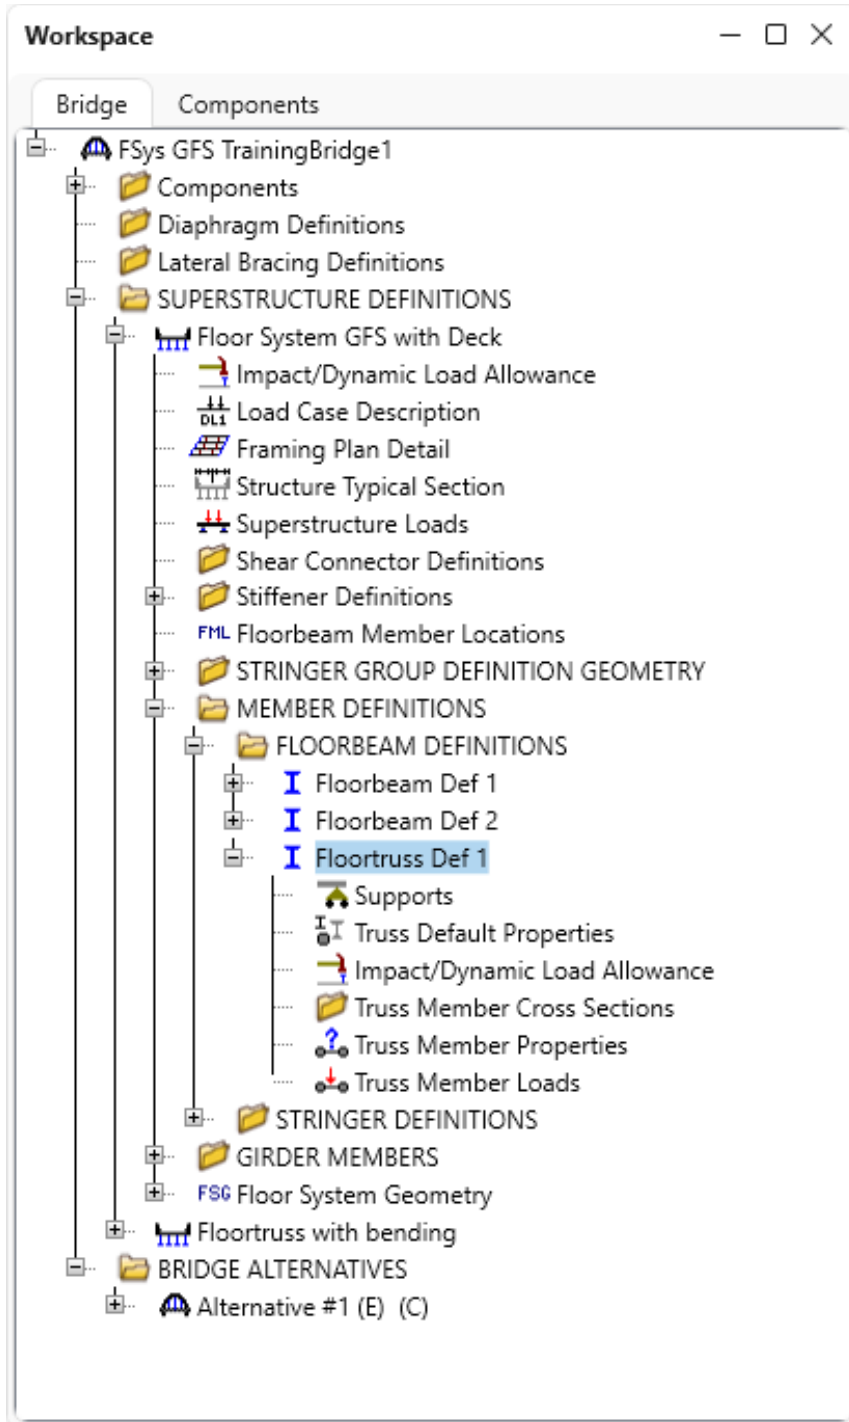 Workspace
Bridge Components
FSys GFS TrainingBridge1
Components
Diaphragm Definitions
Lateral Bracing Definitions
SUPERSTRUCTURE DEFINITIONS
Floor System GFS with Deck
Impact/Dynamic Load Allowance
DL1 Load Case Description
Framing Plan Detail
Structure Typical Section
Superstructure Loads
Shear Connector Definitions
Stiffener Definitions
FML Floorbeam Member Locations
STRINGER GROUP DEFINITION GEOMETRY
MEMBER DEFINITIONS
FLOORBEAM DEFINITIONS
Floorbeam Def 1
Floorbeam Def 2
Floortruss Def 1
Supports
Truss Default Properties
Impact/Dynamic Load Allowance
Truss Member Cross Sections
Truss Member Properties
Truss Member Loads
STRINGER DEFINITIONS
GIRDER MEMBERS
FSG Floor System Geometry
Floortruss with bending
BRIDGE ALTERNATIVES
Alternative #1 (E) (C)